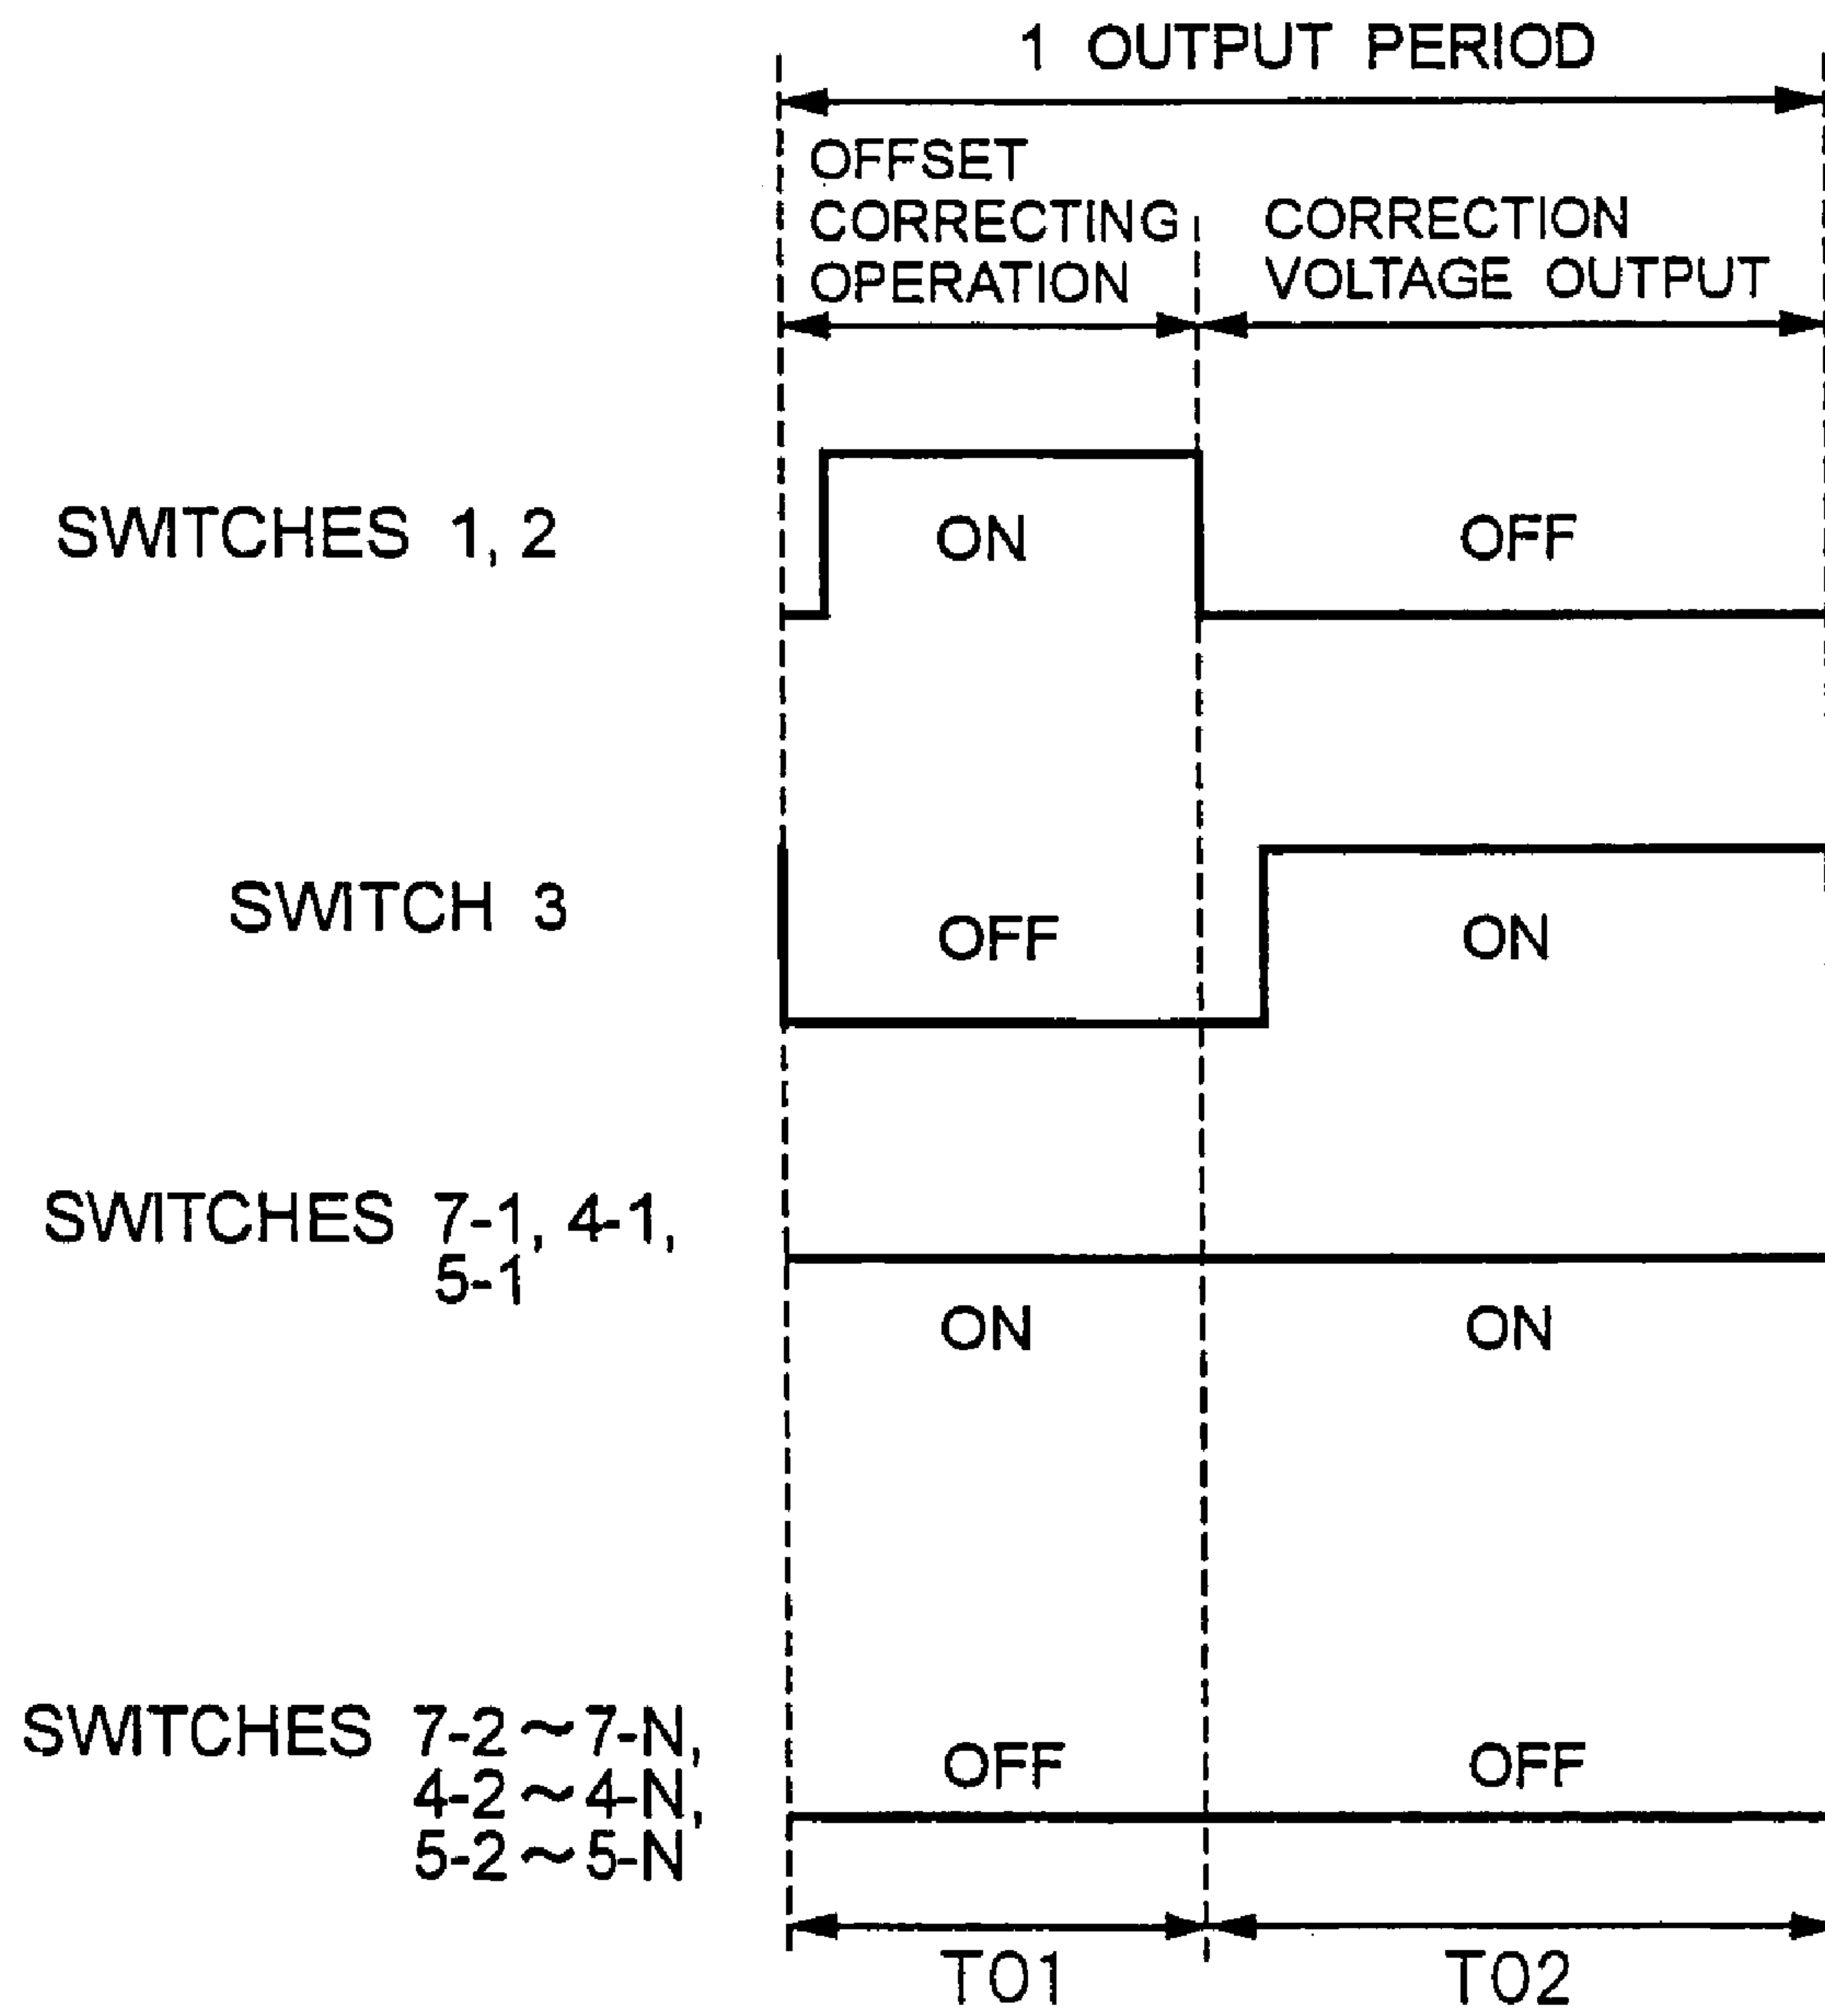 1 OUTPUT PERIOD
OFFSET
CORRECTING
OPERATION
CORRECTION
VOLTAGE OUTPUT
SWITCHES 1, 2
ON
OFF
SWITCH 3
OFF
ON
SWITCHES 7-1, 4-1,
5-1
ON
ON
SWITCHES 7-2~7-N,
4-2~4-N,
5-2~5-N
OFF
OFF
T01
T02